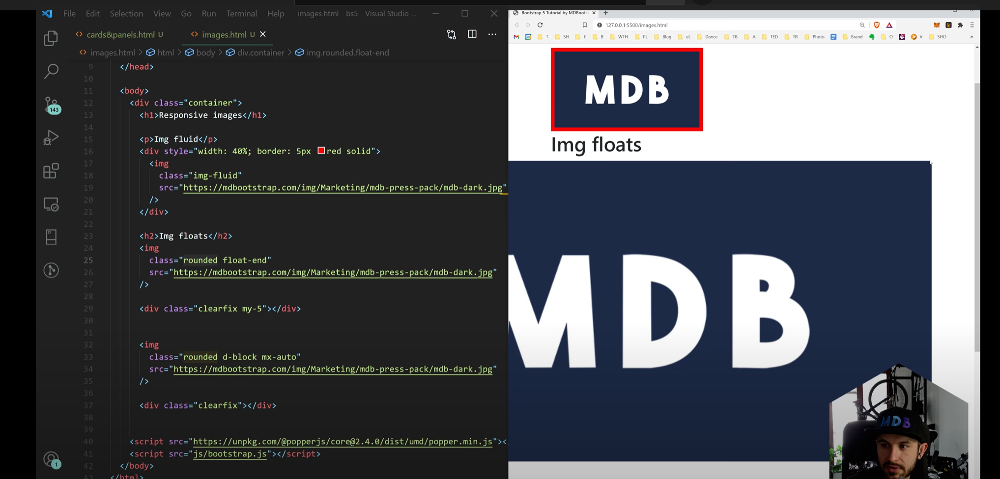 File Edit Selection View Go Run Terminal Help images.html - bs5 - Visual Studio ...
cards&panels.html U images.html U
images.html > html > body > div.container > img.rounded.float-end
9 </head>
10
11 <body>
12 <div class="container">
13 <h1>Responsive images</h1>
14
15 <p>Img fluid</p>
16 <div style="width: 40%; border: 5px red solid">
17 <img
18 class="img-fluid"
19 src="https://mdbootstrap.com/img/Marketing/mdb-press-pack/mdb-dark.jpg"
20 />
21 </div>
22
23 <h2>Img floats</h2>
24 <img
25 class="rounded float-end"
26 src="https://mdbootstrap.com/img/Marketing/mdb-press-pack/mdb-dark.jpg"
27 />
28
29 <div class="clearfix my-5"></div>
30
31
32 <img
33 class="rounded d-block mx-auto"
34 src="https://mdbootstrap.com/img/Marketing/mdb-press-pack/mdb-dark.jpg"
35 />
36
37 <div class="clearfix"></div>
38
39
40 <script src="https://unpkg.com/@popperjs/core@2.4.0/dist/umd/popper.min.js"><
41 <script src="js/bootstrap.js"></script>
42 </body>
43 </html>
143
1
Bootstrap 5 Tutorial by MDBoots
127.0.0.1:5500/images.html
T SH € B WTH PL Blog eL Dance TB A TED TR Photo Brand O V SHO »
MDB
Img floats
MDB
MDB